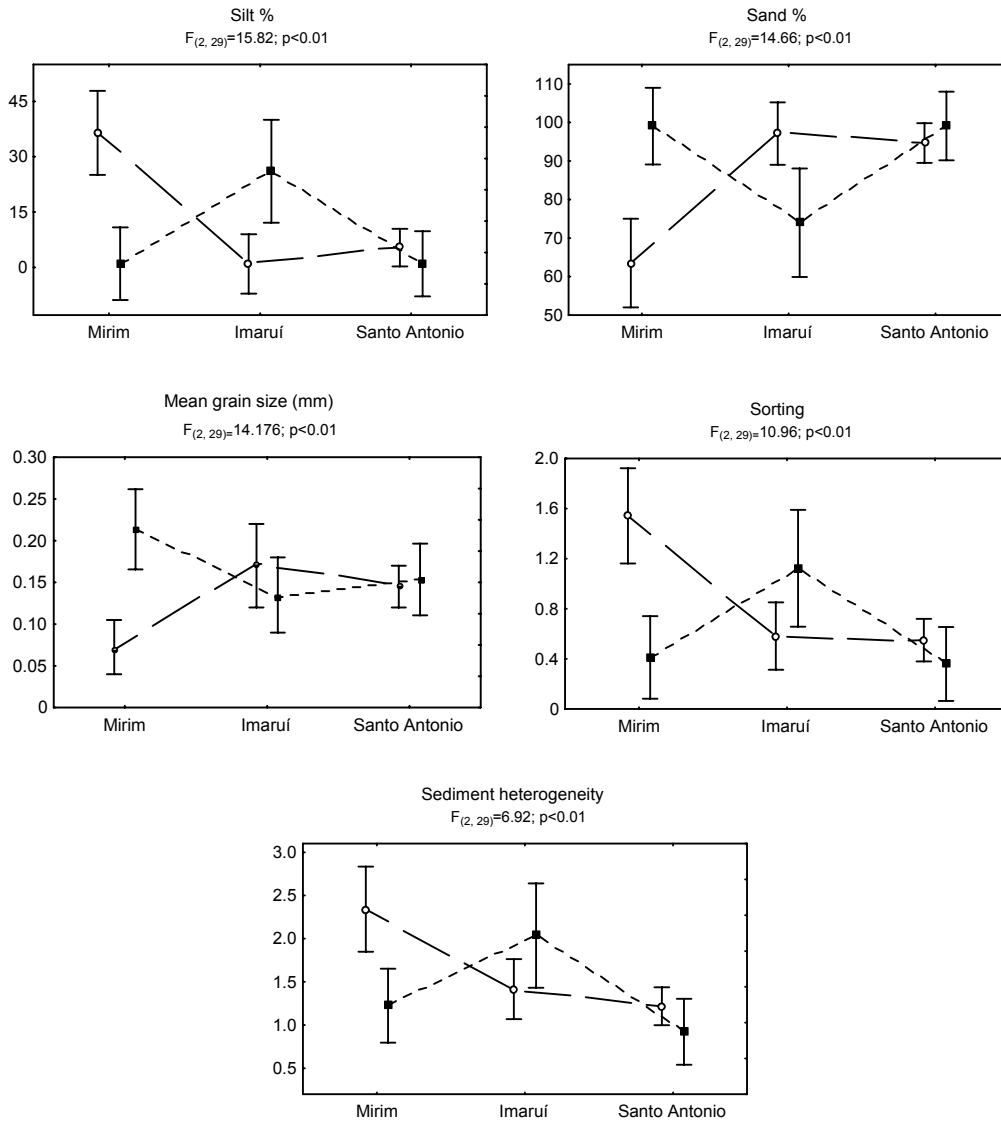 Silt %
F(2, 29)=15.82; p<0.01
45
30
15
0
Mirim Imaruí Santo Antonio
Sand %
F(2, 29)=14.66; p<0.01
110
100
90
80
70
60
50
Mirim Imaruí Santo Antonio
Mean grain size (mm)
F(2, 29)=14.176; p<0.01
0.30
0.25
0.20
0.15
0.10
0.05
0
Mirim Imaruí Santo Antonio
Sorting
F(2, 29)=10.96; p<0.01
2.0
1.6
1.2
0.8
0.4
0
Mirim Imaruí Santo Antonio
Sediment heterogeneity
F(2, 29)=6.92; p<0.01
3.0
2.5
2.0
1.5
1.0
0.5
Mirim Imaruí Santo Antonio